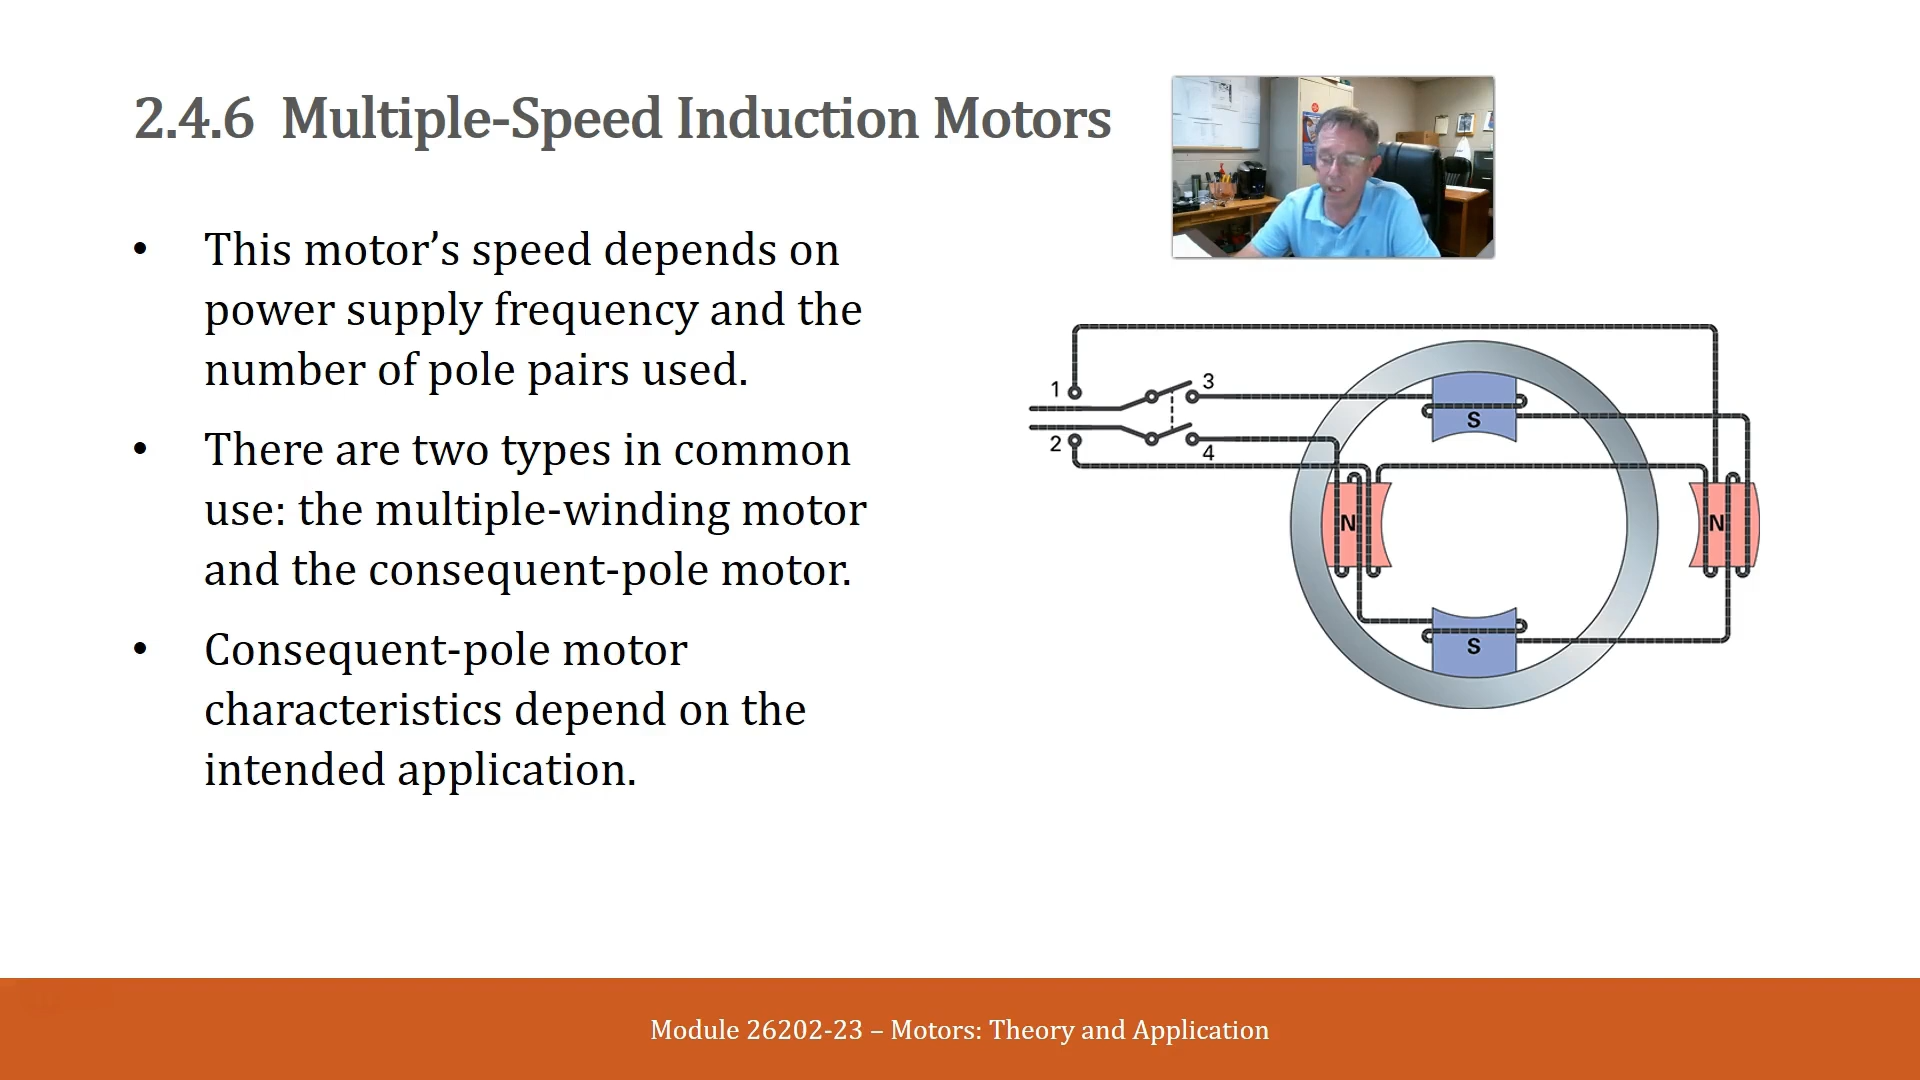 2.4.6 Multiple-Speed Induction Motors
• This motor’s speed depends on
power supply frequency and the
number of pole pairs used.
• There are two types in common
use: the multiple-winding motor
and the consequent-pole motor.
• Consequent-pole motor
characteristics depend on the
intended application.
1
3
2
4
S
N
N
S
Module 26202-23 – Motors: Theory and Application